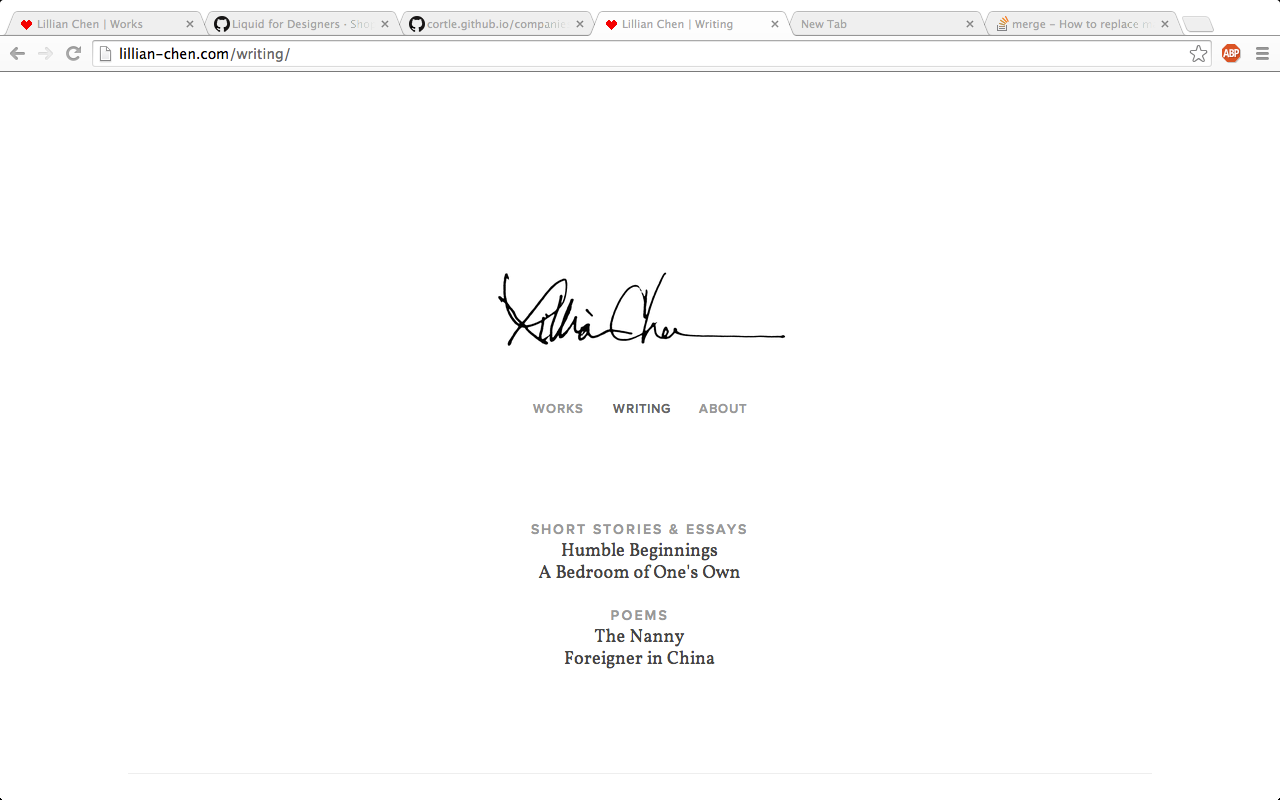 Lillian Chen | Works
Liquid for Designers · Sho
cortle.github.io/companie
Lillian Chen | Writing
New Tab
merge – How to replace m
lillian-chen.com/writing/
ABP
Lillian Chen
WORKS WRITING ABOUT
SHORT STORIES & ESSAYS
Humble Beginnings
A Bedroom of One's Own
POEMS
The Nanny
Foreigner in China